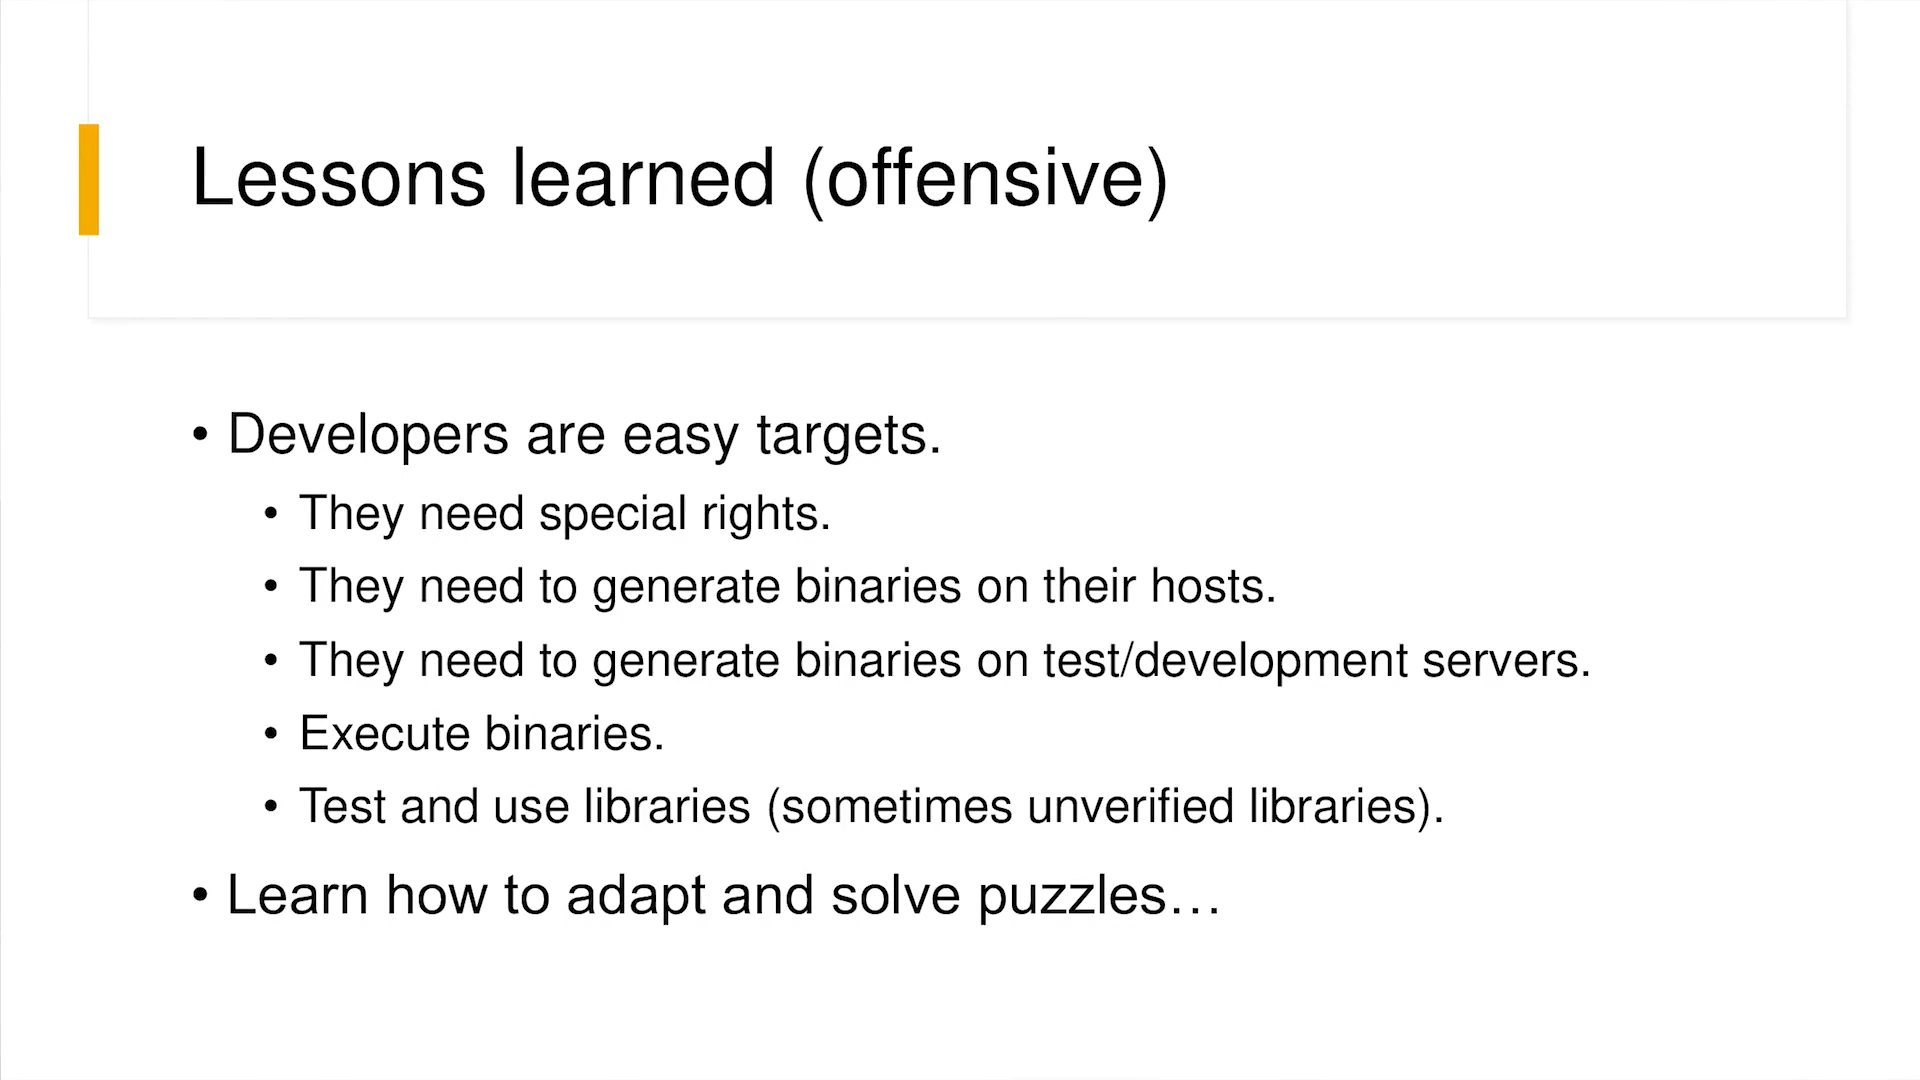 Lessons learned (offensive)
• Developers are easy targets.
• They need special rights.
• They need to generate binaries on their hosts.
• They need to generate binaries on test/development servers.
• Execute binaries.
• Test and use libraries (sometimes unverified libraries).
• Learn how to adapt and solve puzzles…